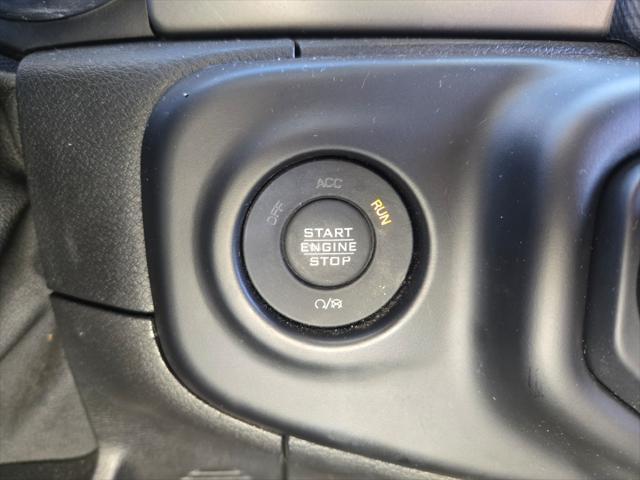 OFF
ACC
RUN
START
ENGINE
STOP